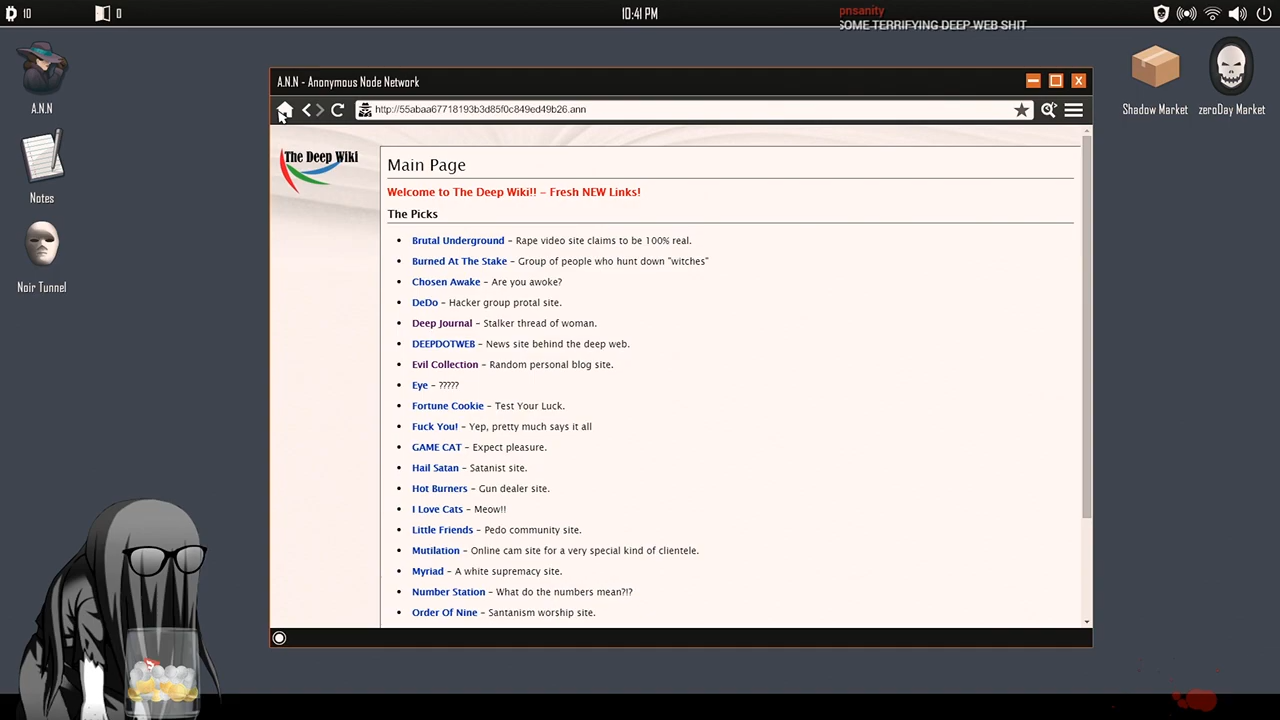 10
0
10:41 PM
pnsanity
SOME TERRIFYING DEEP WEB SHIT
A.N.N
Notes
Noir Tunnel
Shadow Market
zeroDay Market
A.N.N - Anonymous Node Network
http://55abaa67718193b3d85f0c849ed49b26.ann
The Deep Wiki
Main Page
Welcome to The Deep Wiki!! – Fresh NEW Links!
The Picks
• Brutal Underground – Rape video site claims to be 100% real.
• Burned At The Stake – Group of people who hunt down "witches"
• Chosen Awake – Are you awoke?
• DeDo – Hacker group protal site.
• Deep Journal – Stalker thread of woman.
• DEEPDOTWEB – News site behind the deep web.
• Evil Collection – Random personal blog site.
• Eye – ?????
• Fortune Cookie – Test Your Luck.
• Fuck You! – Yep, pretty much says it all
• GAME CAT – Expect pleasure.
• Hail Satan – Satanist site.
• Hot Burners – Gun dealer site.
• I Love Cats – Meow!!
• Little Friends – Pedo community site.
• Mutilation – Online cam site for a very special kind of clientele.
• Myriad – A white supremacy site.
• Number Station – What do the numbers mean?!?
• Order Of Nine – Santanism worship site.